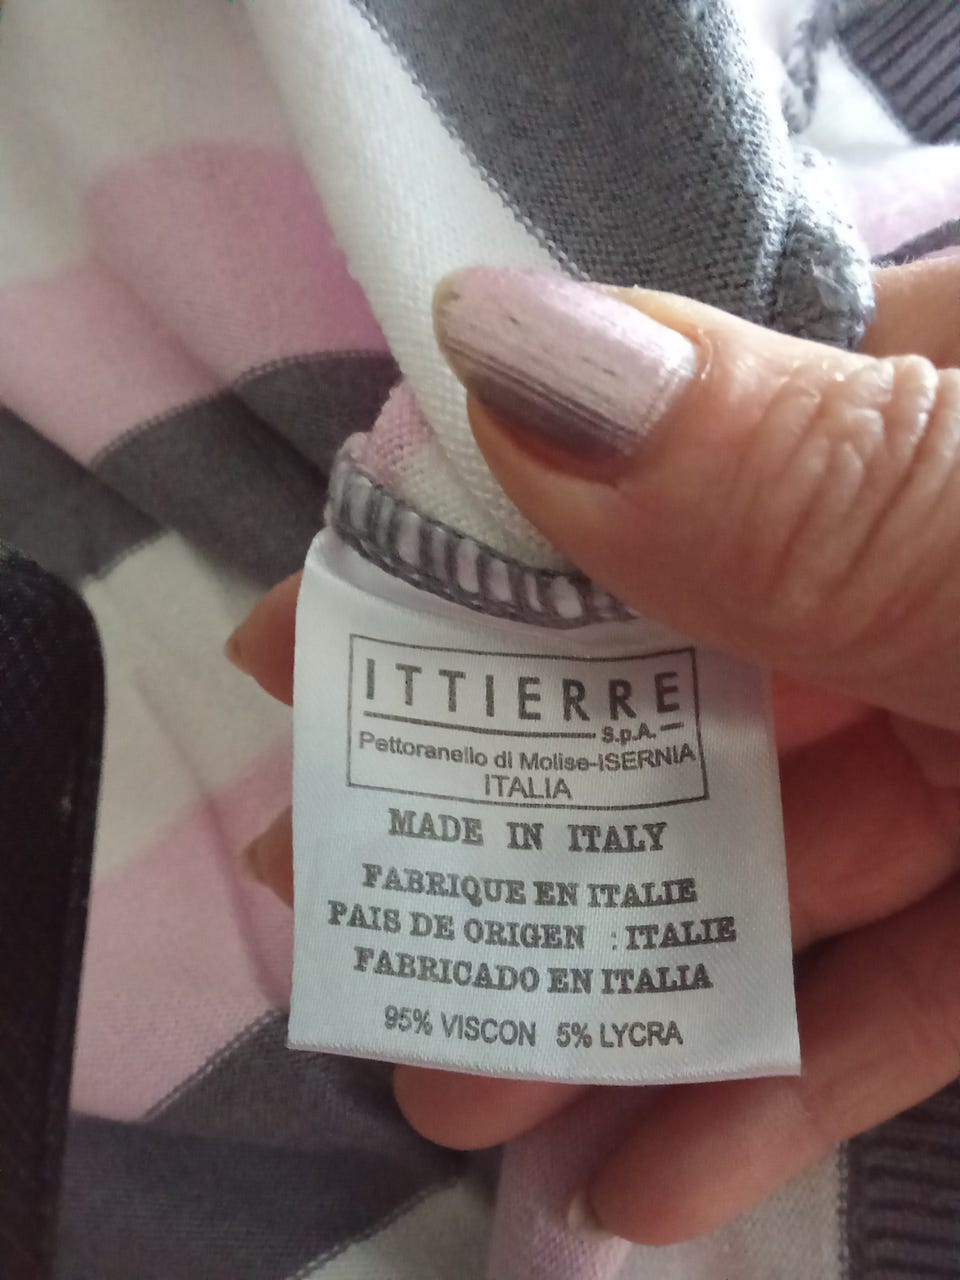 ITTIERRE
S.p.A.
Pettoranello di Molise-ISERNIA
ITALIA
MADE IN ITALY
FABRIQUE EN ITALIE
PAIS DE ORIGEN : ITALIE
FABRICADO EN ITALIA
95% VISCON 5% LYCRA